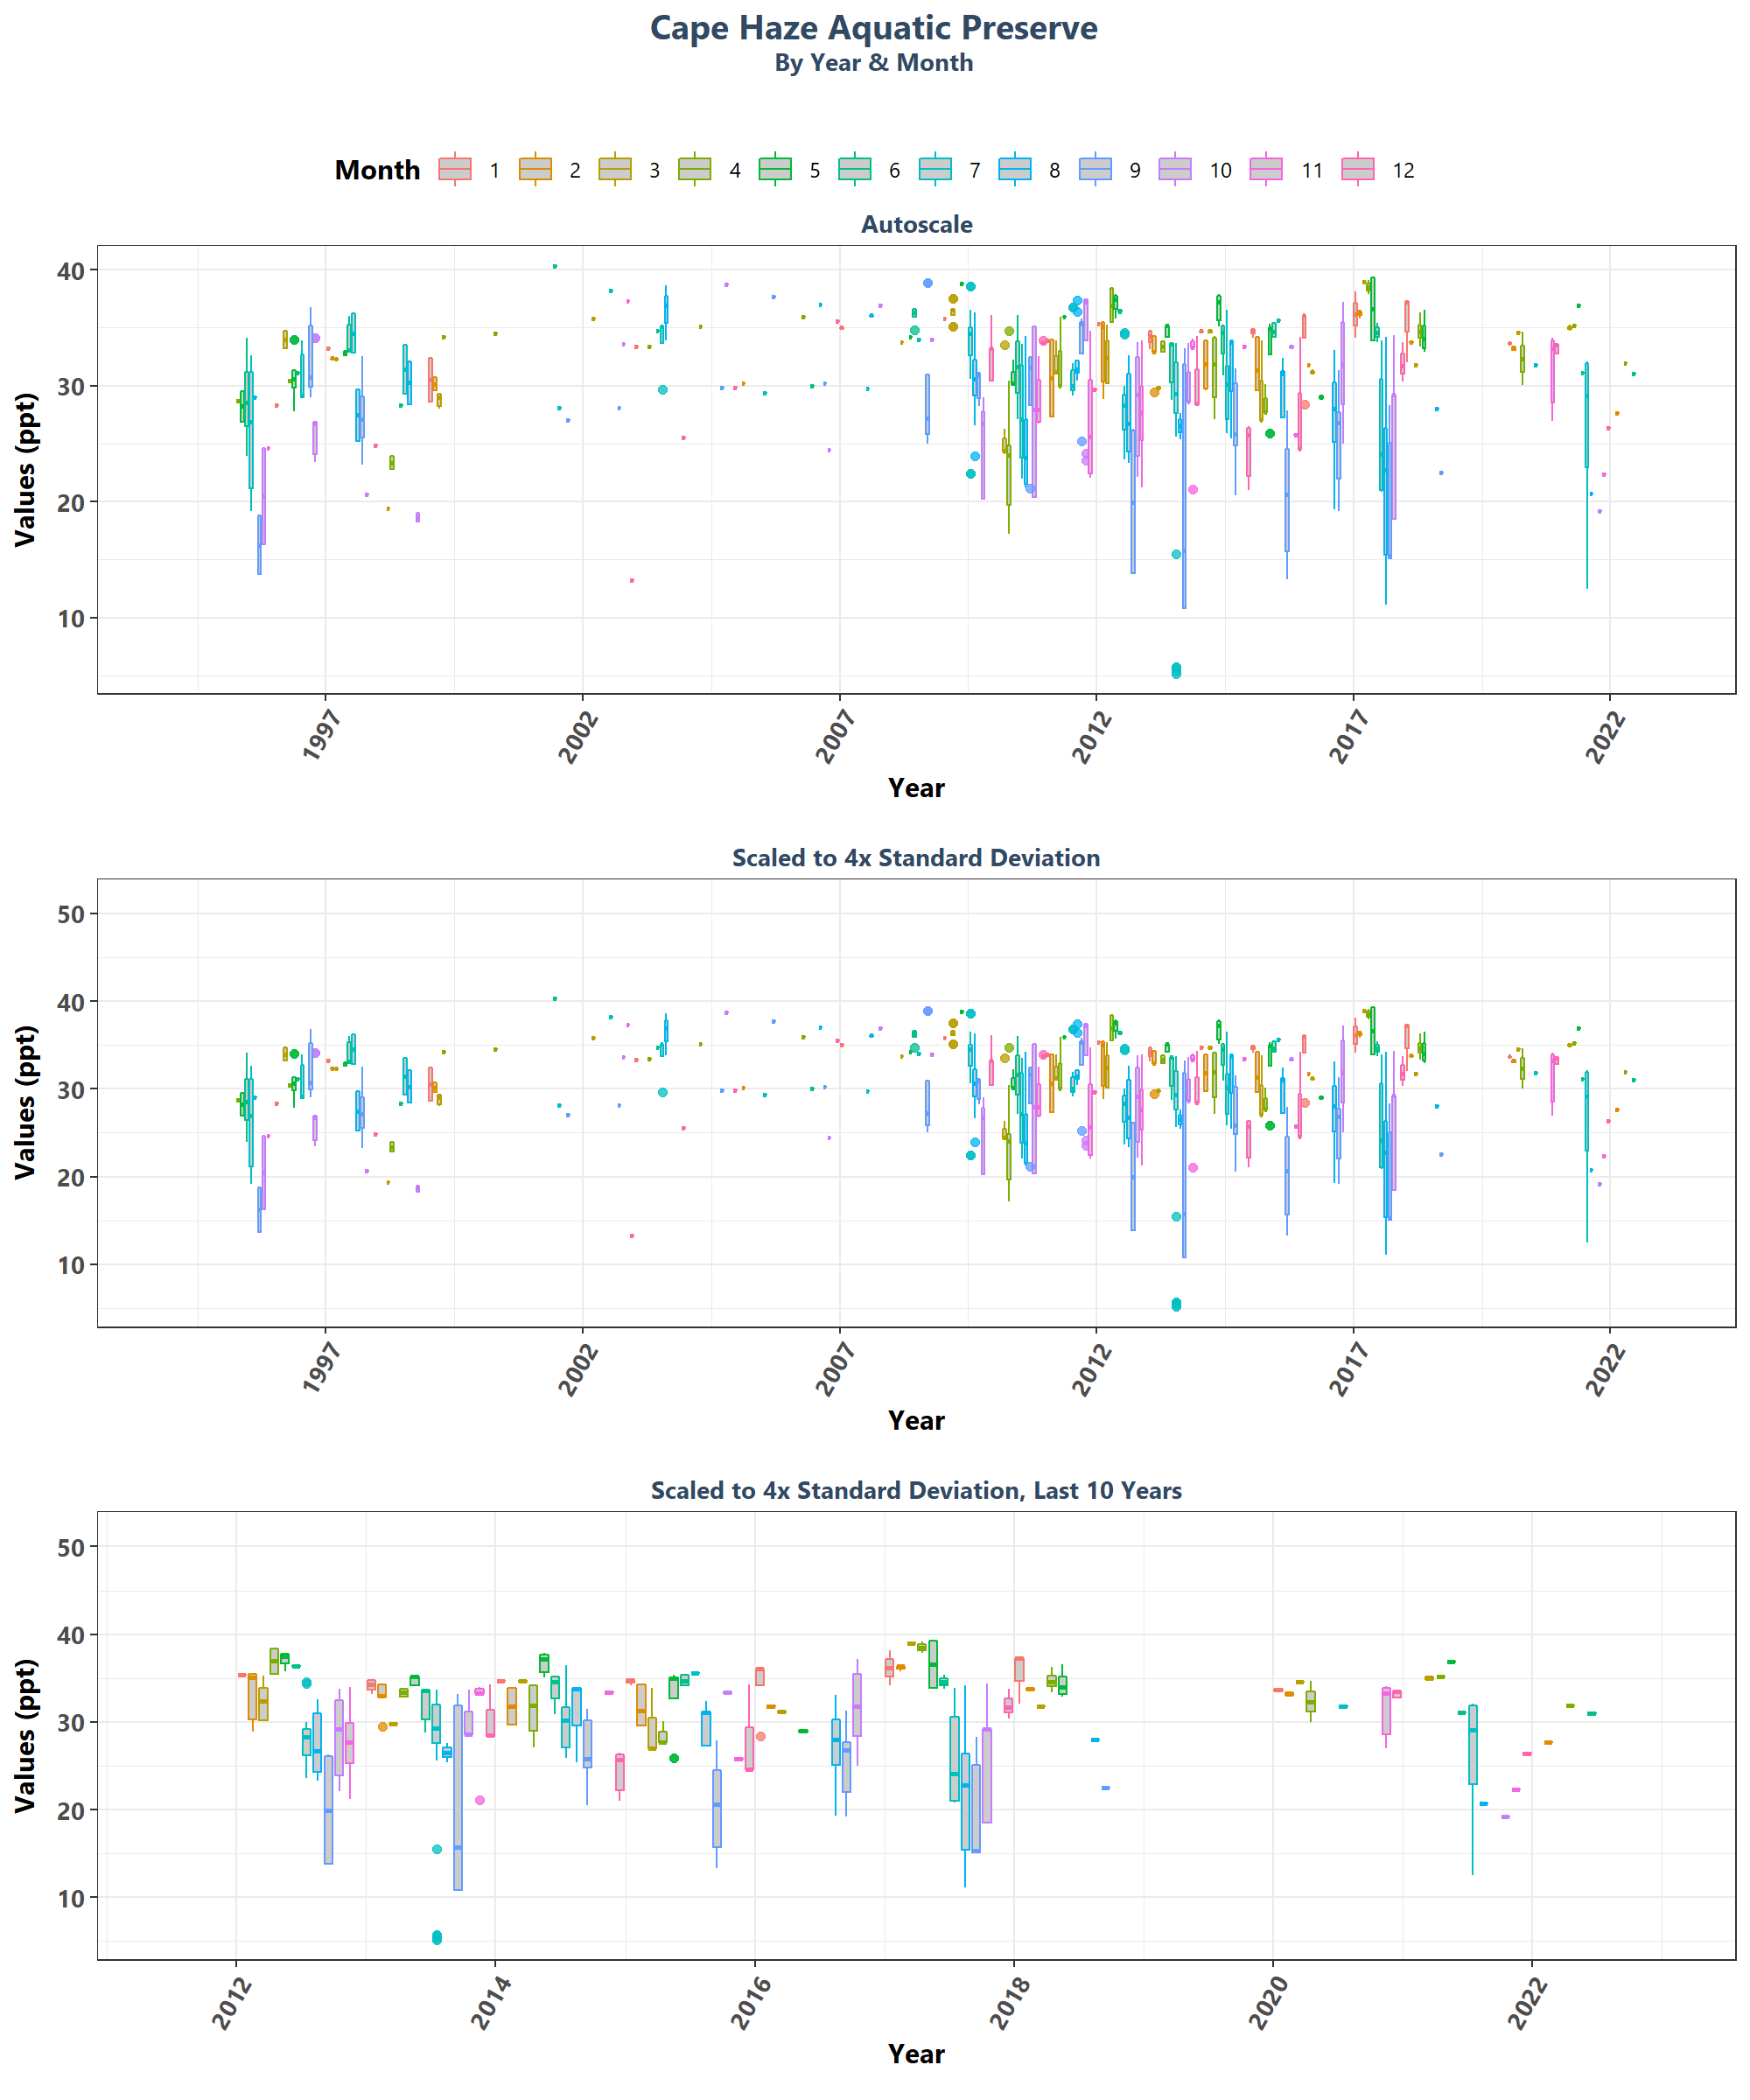 Cape Haze Aquatic Preserve
By Year & Month
Month 1 2 3 4 5 6 7 8 9 10 11 12
Autoscale
Values (ppt)
40
30
20
10
1997 2002 2007 2012 2017 2022
Year
Scaled to 4x Standard Deviation
Values (ppt)
50
40
30
20
10
1997 2002 2007 2012 2017 2022
Year
Scaled to 4x Standard Deviation, Last 10 Years
Values (ppt)
50
40
30
20
10
2012 2014 2016 2018 2020 2022
Year